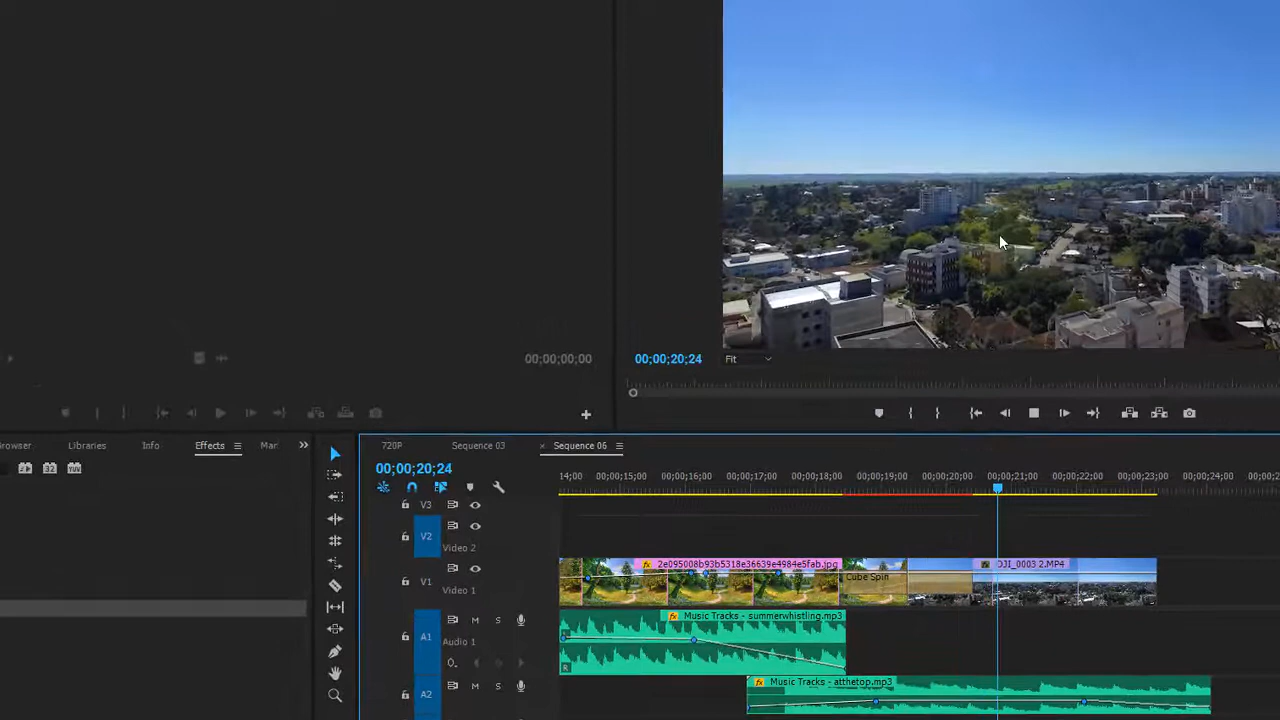 00;00;00;00
00;00;20;24
Fit
rowser
Libraries
Info
Effects
Mar
720P
Sequence 03
Sequence 06
00;00;20;24
14;00
00;00;15;00
00;00;16;00
00;00;17;00
00;00;18;00
00;00;19;00
00;00;20;00
00;00;21;00
00;00;22;00
00;00;23;00
00;00;24;00
V3
V2
Video 2
2e095008b93b5318e36639e4984e5fab.jpg
DJI_0003 2.MP4
V1
Cube Spin
Video 1
M
S
Music Tracks - summerwhistling.mp3
A1
Audio 1
R
Music Tracks - atthetop.mp3
M
S
A2